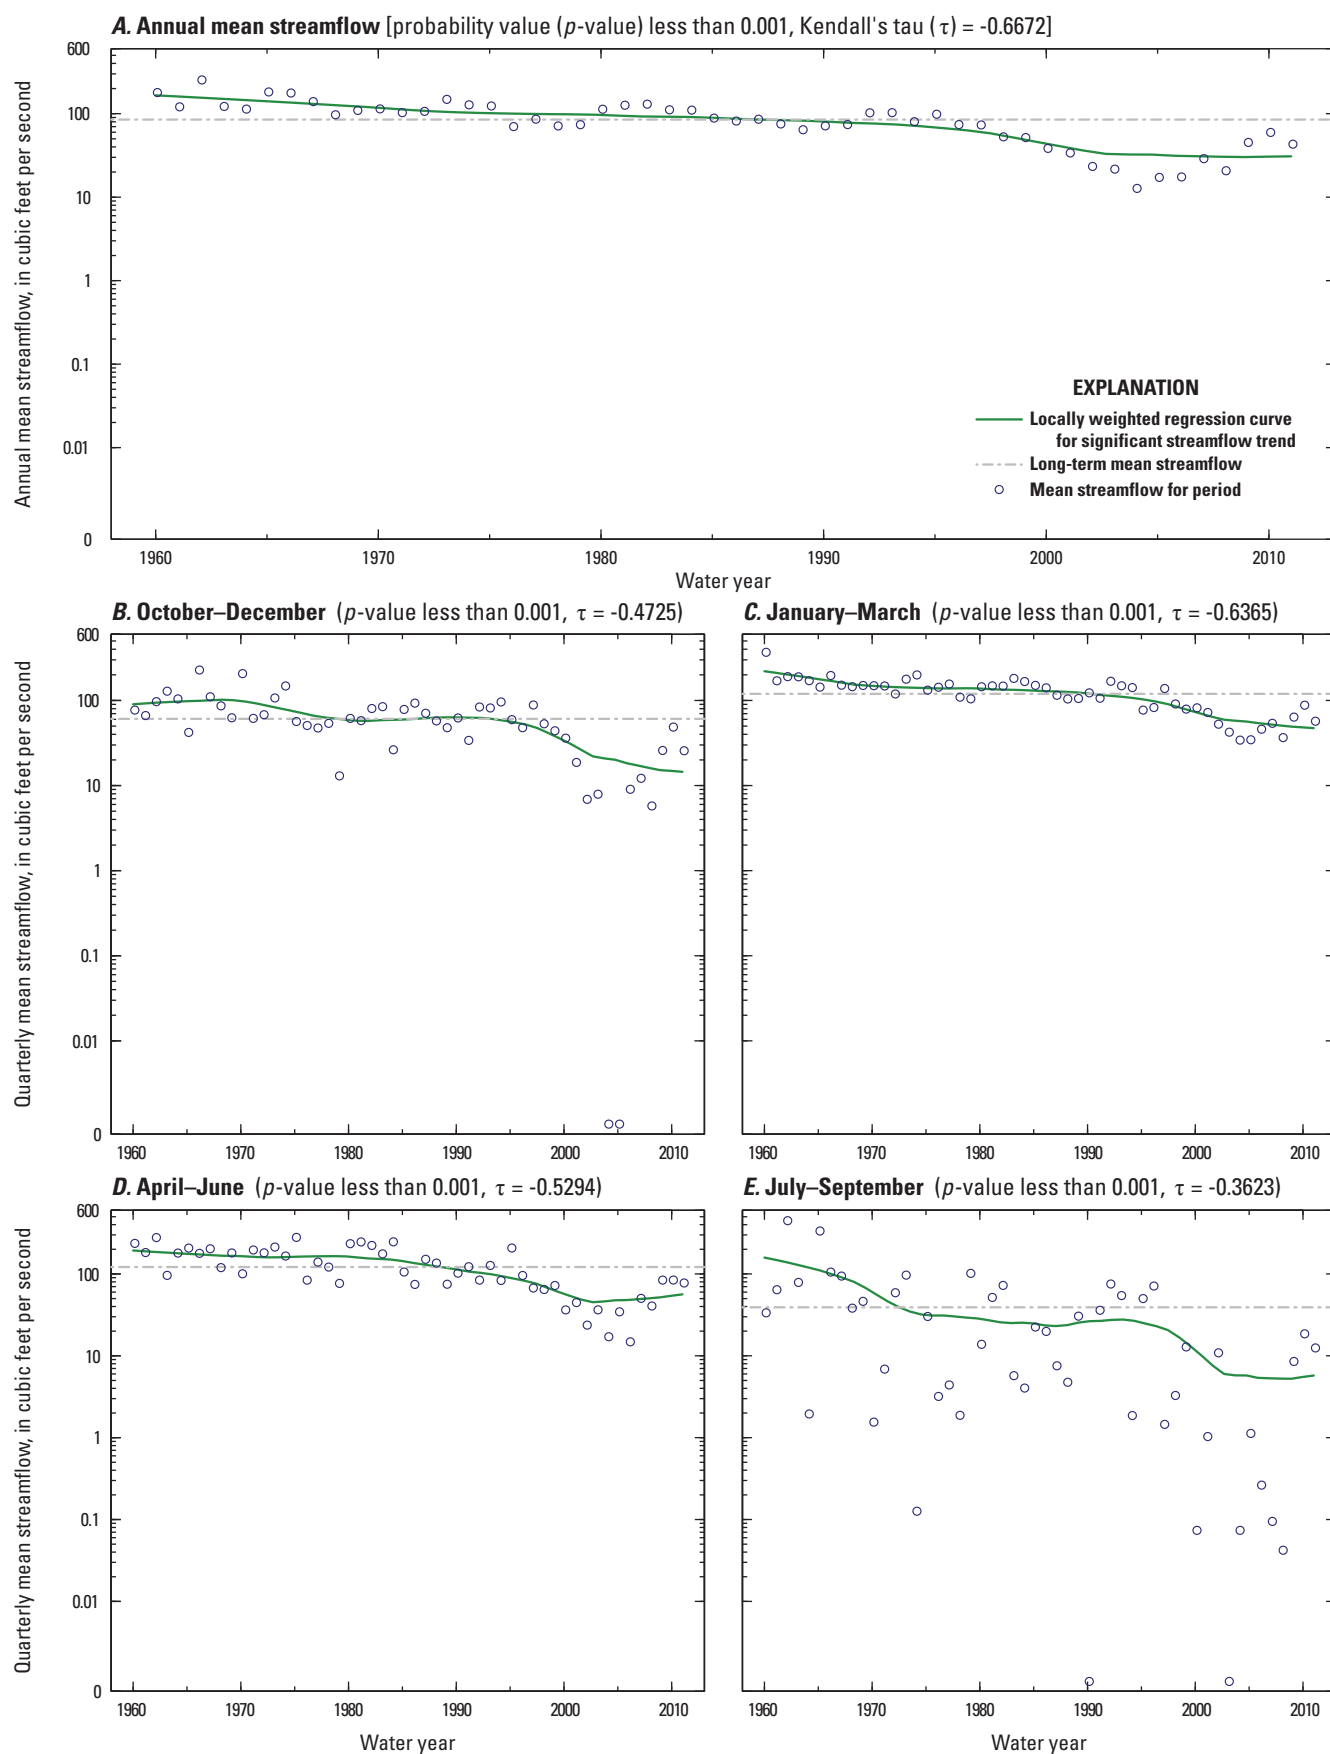 A. Annual mean streamflow [probability value (p-value) less than 0.001, Kendall's tau (τ) = -0.6672]
Annual mean streamflow, in cubic feet per second
600
100
10
1
0.1
0.01
0
EXPLANATION
Locally weighted regression curve
for significant streamflow trend
Long-term mean streamflow
Mean streamflow for period
1960 1970 1980 1990 2000 2010
Water year
B. October–December (p-value less than 0.001, τ = -0.4725)
Quarterly mean streamflow, in cubic feet per second
600
100
10
1
0.1
0.01
0
1960 1970 1980 1990 2000 2010
C. January–March (p-value less than 0.001, τ = -0.6365)
1960 1970 1980 1990 2000 2010
D. April–June (p-value less than 0.001, τ = -0.5294)
Quarterly mean streamflow, in cubic feet per second
600
100
10
1
0.1
0.01
0
1960 1970 1980 1990 2000 2010
Water year
E. July–September (p-value less than 0.001, τ = -0.3623)
1960 1970 1980 1990 2000 2010
Water year